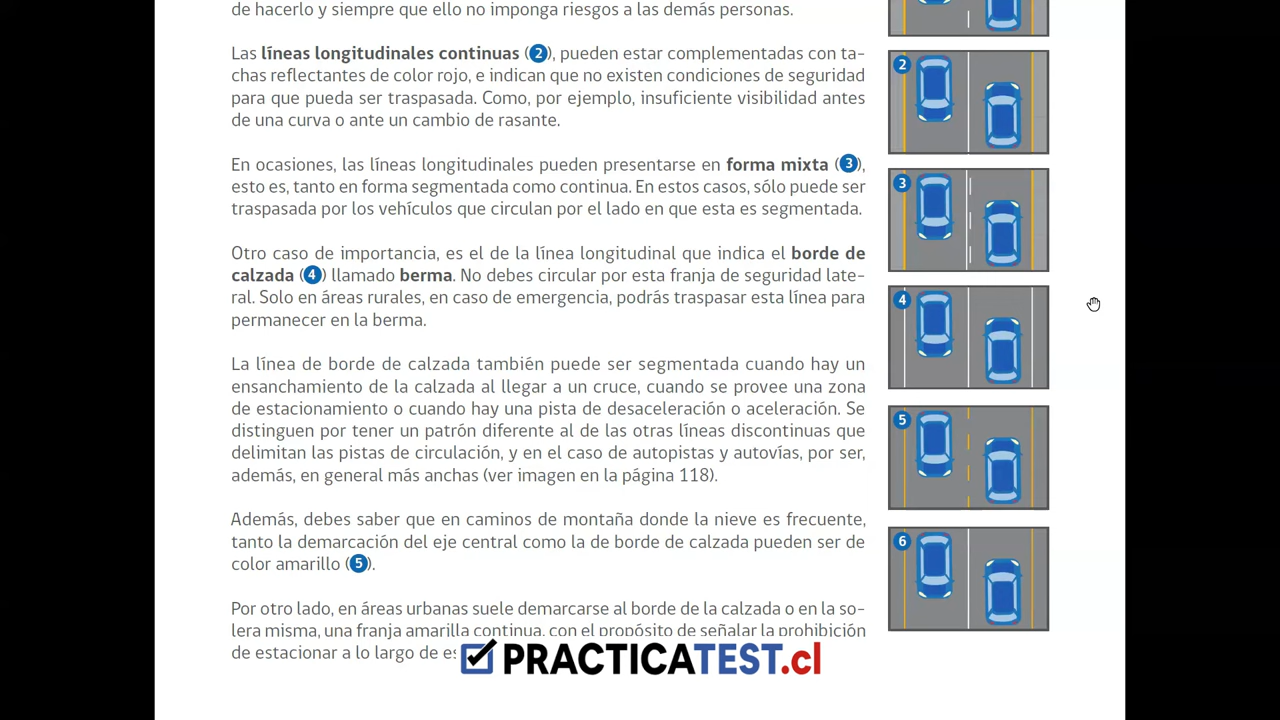 de hacerlo y siempre que ello no imponga riesgos a las demás personas.
Las líneas longitudinales continuas (2), pueden estar complementadas con ta-
chas reflectantes de color rojo, e indican que no existen condiciones de seguridad
para que pueda ser traspasada. Como, por ejemplo, insuficiente visibilidad antes
de una curva o ante un cambio de rasante.
En ocasiones, las líneas longitudinales pueden presentarse en forma mixta (3),
esto es, tanto en forma segmentada como continua. En estos casos, sólo puede ser
traspasada por los vehículos que circulan por el lado en que esta es segmentada.
Otro caso de importancia, es el de la línea longitudinal que indica el borde de
calzada (4) llamado berma. No debes circular por esta franja de seguridad late-
ral. Solo en áreas rurales, en caso de emergencia, podrás traspasar esta línea para
permanecer en la berma.
La línea de borde de calzada también puede ser segmentada cuando hay un
ensanchamiento de la calzada al llegar a un cruce, cuando se provee una zona
de estacionamiento o cuando hay una pista de desaceleración o aceleración. Se
distinguen por tener un patrón diferente al de las otras líneas discontinuas que
delimitan las pistas de circulación, y en el caso de autopistas y autovías, por ser,
además, en general más anchas (ver imagen en la página 118).
Además, debes saber que en caminos de montaña donde la nieve es frecuente,
tanto la demarcación del eje central como la de borde de calzada pueden ser de
color amarillo (5).
Por otro lado, en áreas urbanas suele demarcarse al borde de la calzada o en la so-
lera misma, una franja amarilla continua, con el propósito de señalar la prohibición
de estacionar a lo largo de
PRACTICATEST.cl
2
3
4
5
6